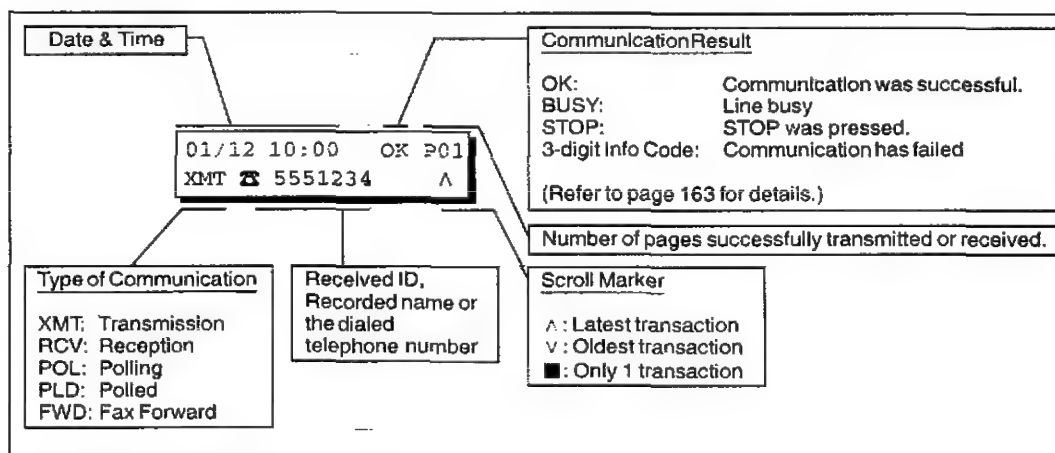 Date & Time
Communication Result
OK: Communication was successful.
BUSY: Line busy
STOP: STOP was pressed.
3-digit Info Code: Communication has failed
(Refer to page 163 for details.)
01/12 10:00 OK P01
XMT ☎ 5551234 ∧
Number of pages successfully transmitted or received.
Type of Communication
XMT: Transmission
RCV: Reception
POL: Polling
PLD: Polled
FWD: Fax Forward
Received ID,
Recorded name or
the dialed
telephone number
Scroll Marker
∧ : Latest transaction
∨ : Oldest transaction
■ : Only 1 transaction